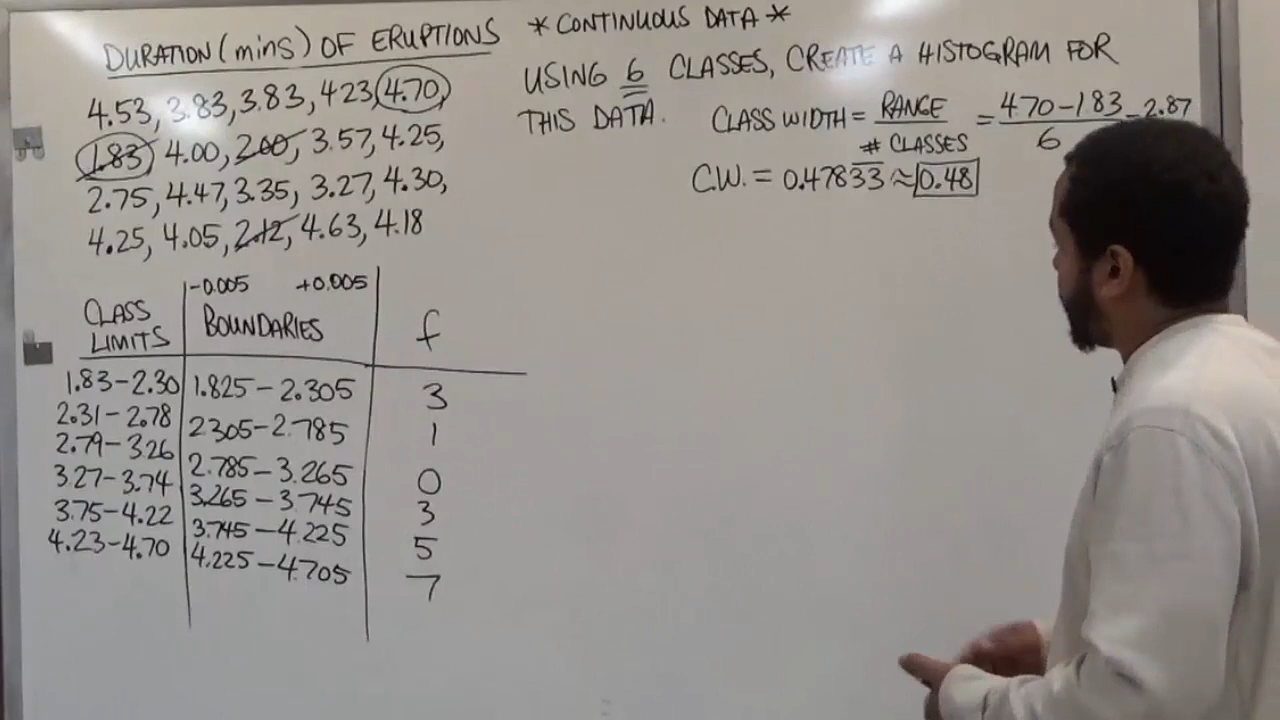 DURATION (mins) OF ERUPTIONS * CONTINUOUS DATA *
4.53, 3.83, 3.83, 423, 4.70,
1.83, 4.00, 2.00, 3.57, 4.25,
2.75, 4.47, 3.35, 3.27, 4.30,
4.25, 4.05, 2.12, 4.63, 4.18
USING 6 CLASSES, CREATE A HISTOGRAM FOR
THIS DATA. CLASS WIDTH = RANGE / # CLASSES = 4.70-183 / 6 = 2.87
C.W. = 0.47833 ≈ 0.48
-0.005 +0.005
CLASS LIMITS BOUNDARIES f
1.83-2.30 1.825-2.305 3
2.31-2.78 2305-2.785 1
2.79-3.26 2.785-3.265 0
3.27-3.74 3.265-3.745 3
3.75-4.22 3.745-4.225 5
4.23-4.70 4.225-4.705 7